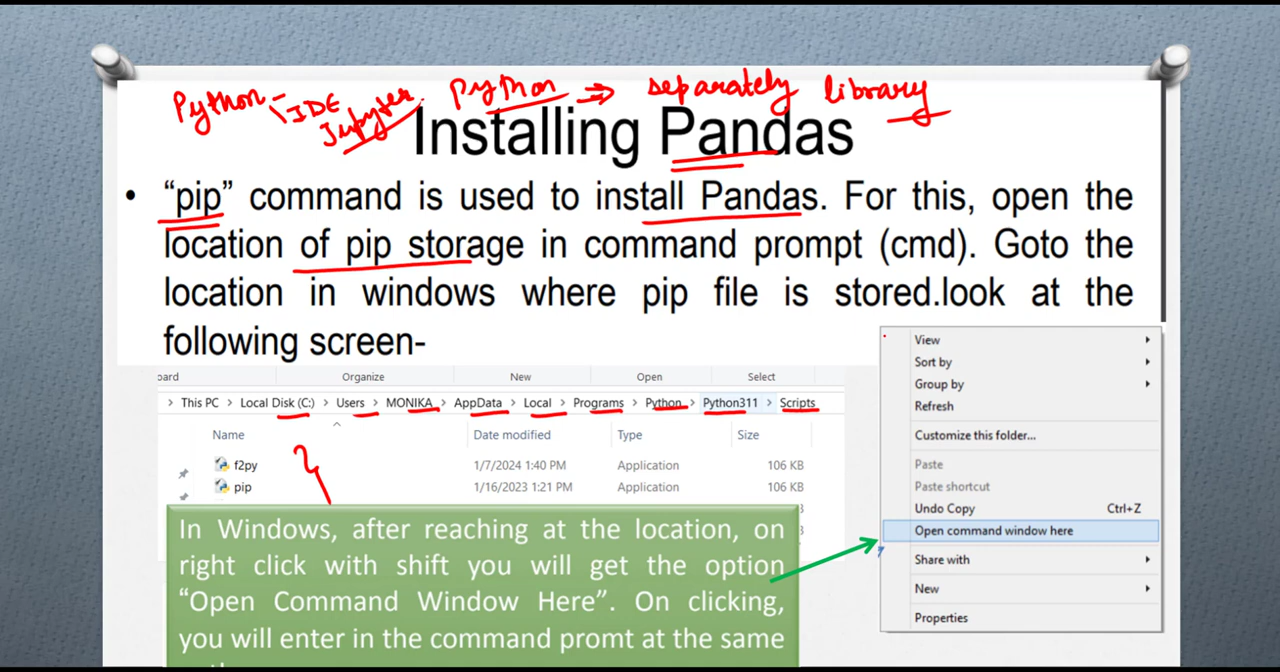 Python - IDE
Jupyter
Python ⇒ separately library
Installing Pandas
• “pip” command is used to install Pandas. For this, open the
location of pip storage in command prompt (cmd). Goto the
location in windows where pip file is stored.look at the
following screen-
oard Organize New Open Select
> This PC > Local Disk (C:) > Users > MONIKA > AppData > Local > Programs > Python > Python311 > Scripts
Name Date modified Type Size
f2py 1/7/2024 1:40 PM Application 106 KB
pip 1/16/2023 1:21 PM Application 106 KB
In Windows, after reaching at the location, on
right click with shift you will get the option
“Open Command Window Here”. On clicking,
you will enter in the command promt at the same
View
Sort by
Group by
Refresh
Customize this folder...
Paste
Paste shortcut
Undo Copy Ctrl+Z
Open command window here
Share with
New
Properties